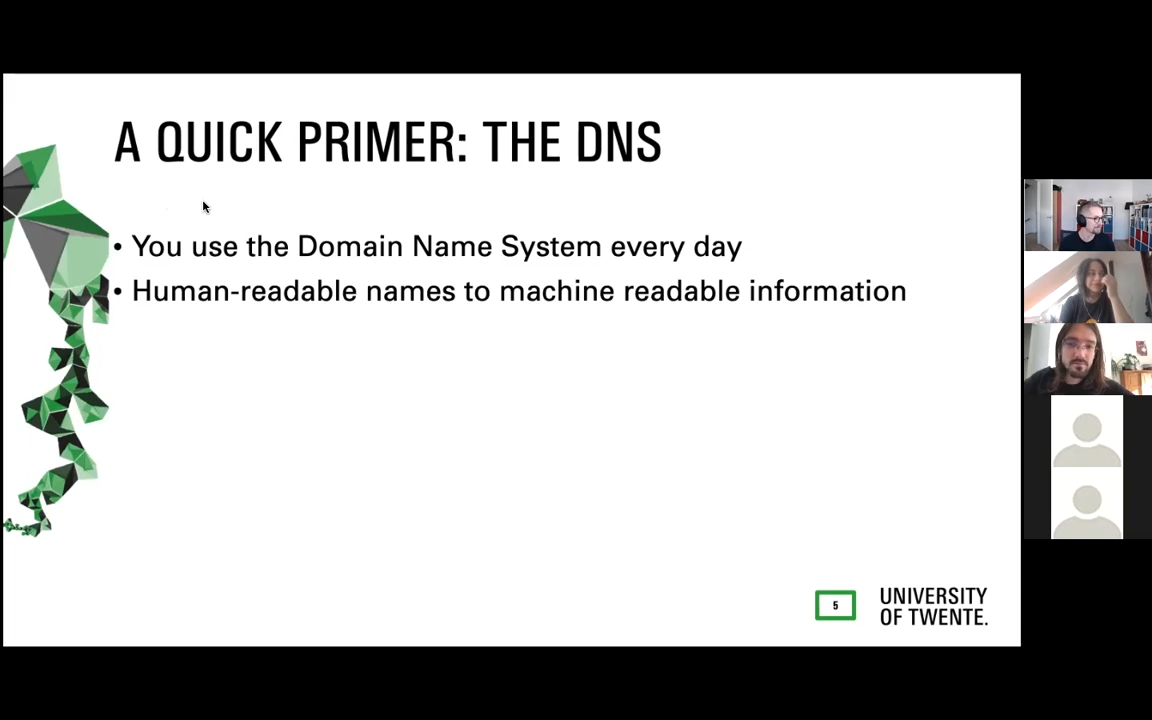 A QUICK PRIMER: THE DNS
• You use the Domain Name System every day
• Human-readable names to machine readable information
5
UNIVERSITY
OF TWENTE.